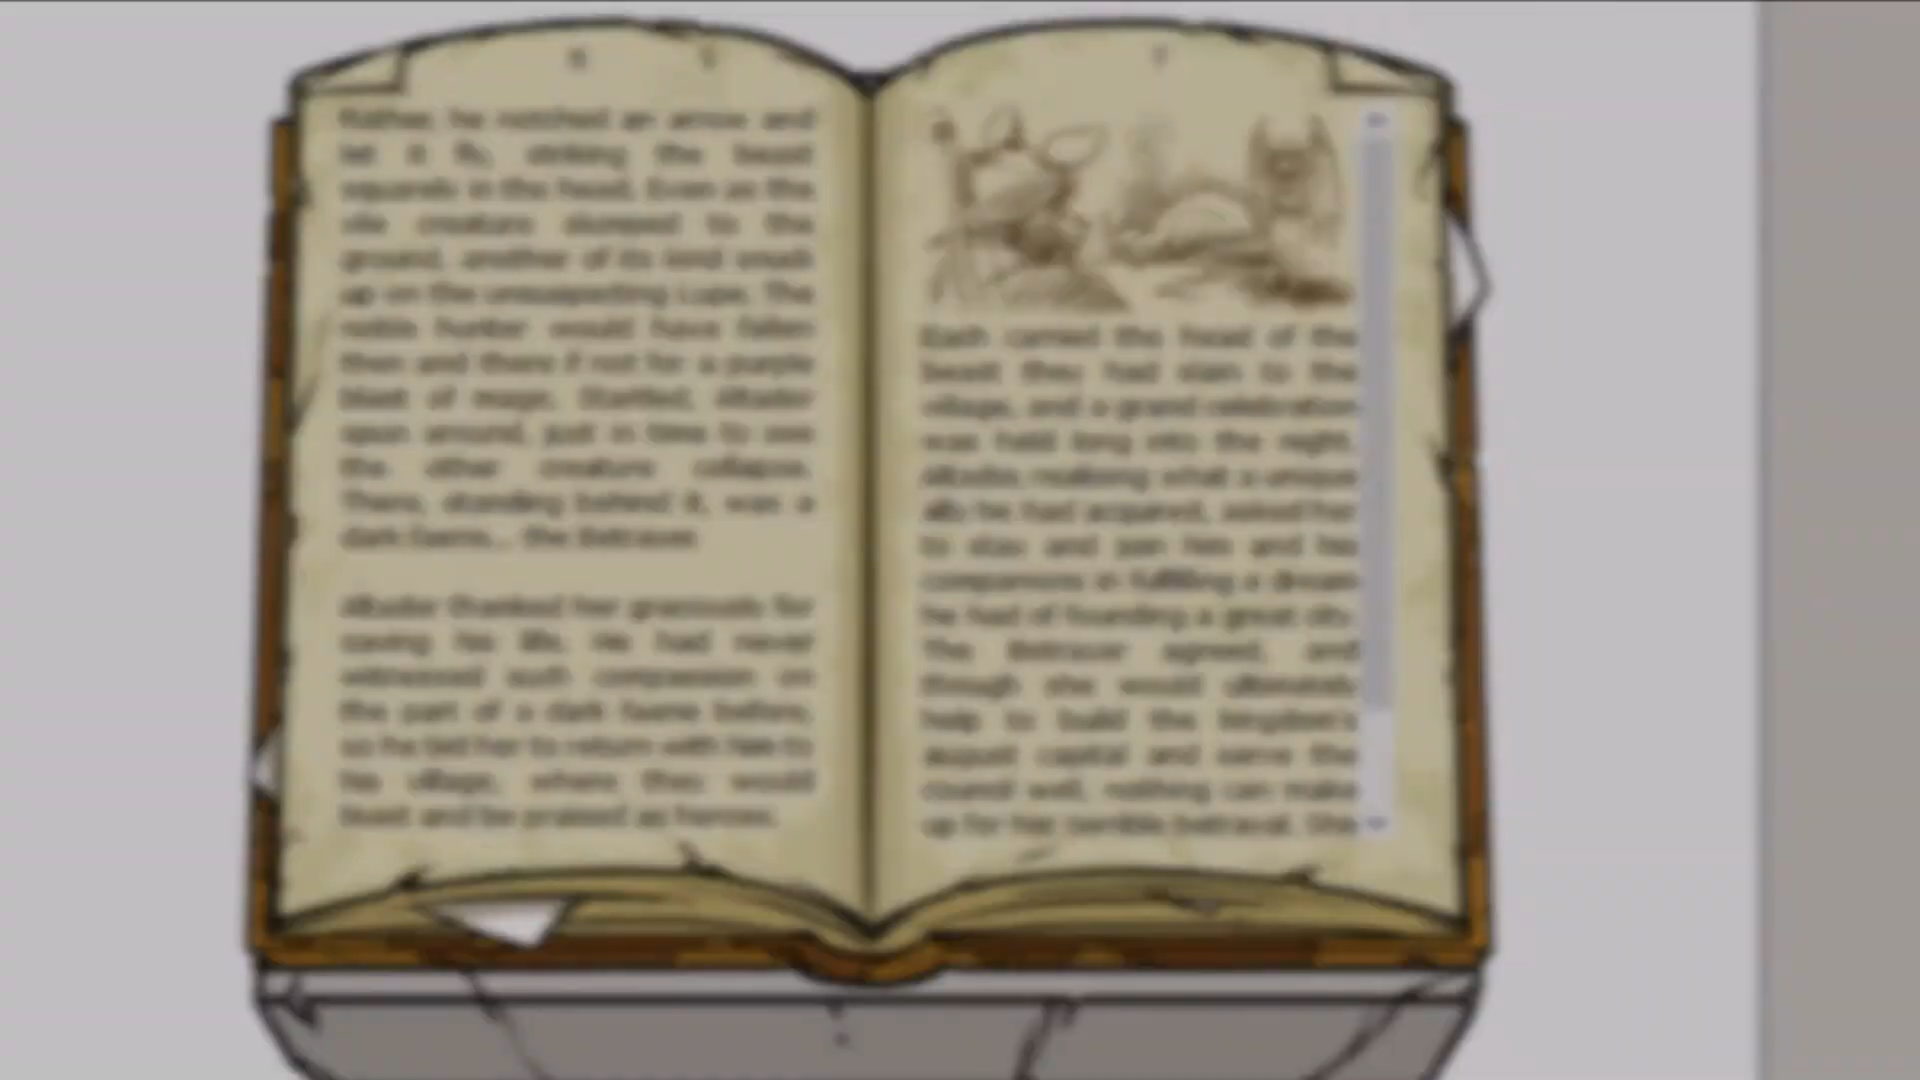 Rather, he notched an arrow and
let it fly, striking the beast
squarely in the head. Even as the
vile creature slumped to the
ground, another of its kind snuck
up on the unsuspecting Lupe. The
noble hunter would have fallen
then and there if not for a purple
blast of magic. Startled, Altador
spun around, just in time to see
the other creature collapse.
There, standing behind it, was a
dark faerie... the Betrayer.
Altador thanked her graciously for
saving his life. He had never
witnessed such compassion on
the part of a dark faerie before,
so he bid her to return with him to
his village, where they would
feast and be praised as heroes.
Each carried the head of the
beast they had slain to the
village, and a grand celebration
was held long into the night.
Altador, realising what a unique
ally he had acquired, asked her
to stay and join him and his
companions in fulfilling a dream
he had of founding a great city.
The Betrayer agreed, and
though she would ultimately
help to build the kingdom's
august capital and serve the
council well, nothing can make
up for her terrible betrayal. She